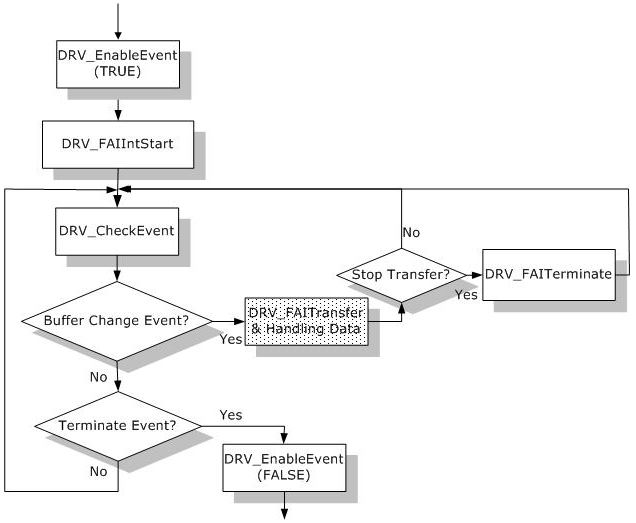 DRV_EnableEvent
(TRUE)
DRV_FAIIntStart
DRV_CheckEvent
No
Stop Transfer?
Yes
DRV_FAITerminate
Buffer Change Event?
Yes
DRV_FAITransfer
& Handling Data
No
Terminate Event?
Yes
No
DRV_EnableEvent
(FALSE)